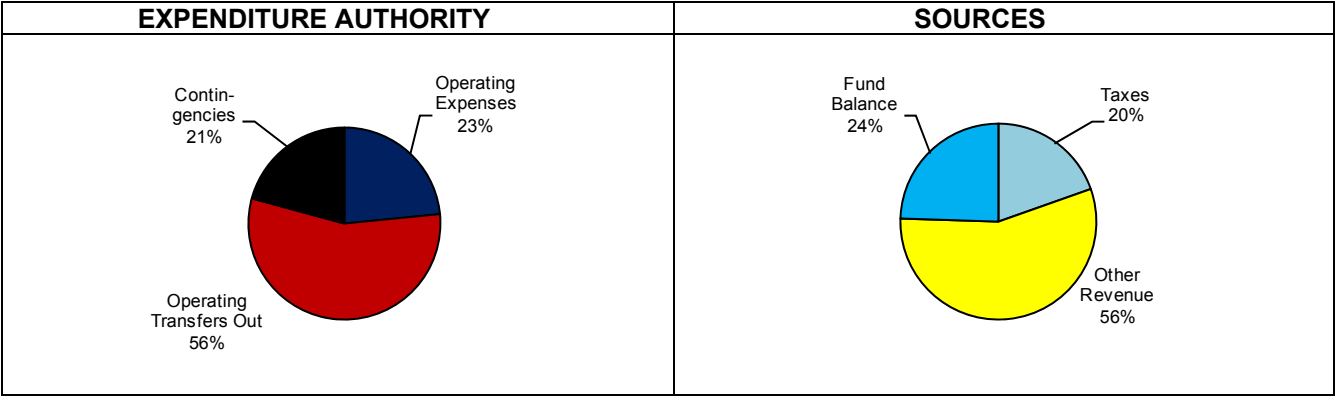 EXPENDITURE AUTHORITY
SOURCES
Contin-
gencies
21%
Operating
Expenses
23%
Operating
Transfers Out
56%
Fund
Balance
24%
Taxes
20%
Other
Revenue
56%